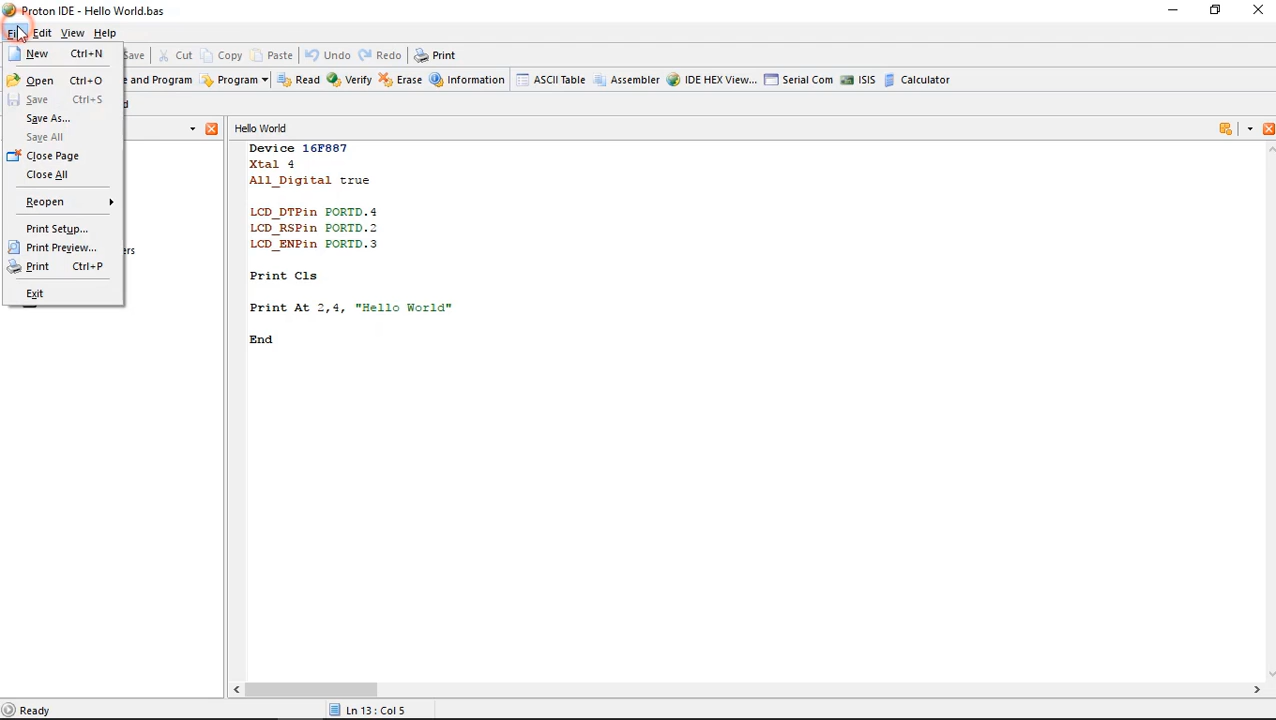 Proton IDE - Hello World.bas
Edit View Help
New Ctrl+N
Open Ctrl+O
Save Ctrl+S
Save As...
Save All
Close Page
Close All
Reopen
Print Setup...
Print Preview...
Print Ctrl+P
Exit
Cut Copy Paste Undo Redo Print
and Program Program Read Verify Erase Information ASCII Table Assembler IDE HEX View... Serial Com ISIS Calculator
Hello World
Device 16F887
Xtal 4
All_Digital true
LCD_DTPin PORTD.4
LCD_RSPin PORTD.2
LCD_ENPin PORTD.3
Print Cls
Print At 2,4, "Hello World"
End
Ready
Ln 13 : Col 5